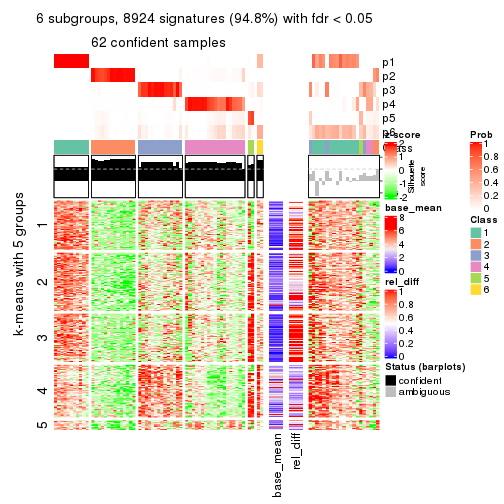 6 subgroups, 8924 signatures (94.8%) with fdr < 0.05
62 confident samples
p1
p2
p3
p4
p5
p6
Class
Silhouette
score
k-means with 5 groups
1
2
3
4
5
base_mean
rel_diff
z-score
2
1
0
-1
-2
base_mean
8
6
4
2
0
rel_diff
1
0.8
0.6
0.4
0.2
0
Status (barplots)
confident
ambiguous
Prob
1
0.8
0.6
0.4
0.2
0
Class
1
2
3
4
5
6